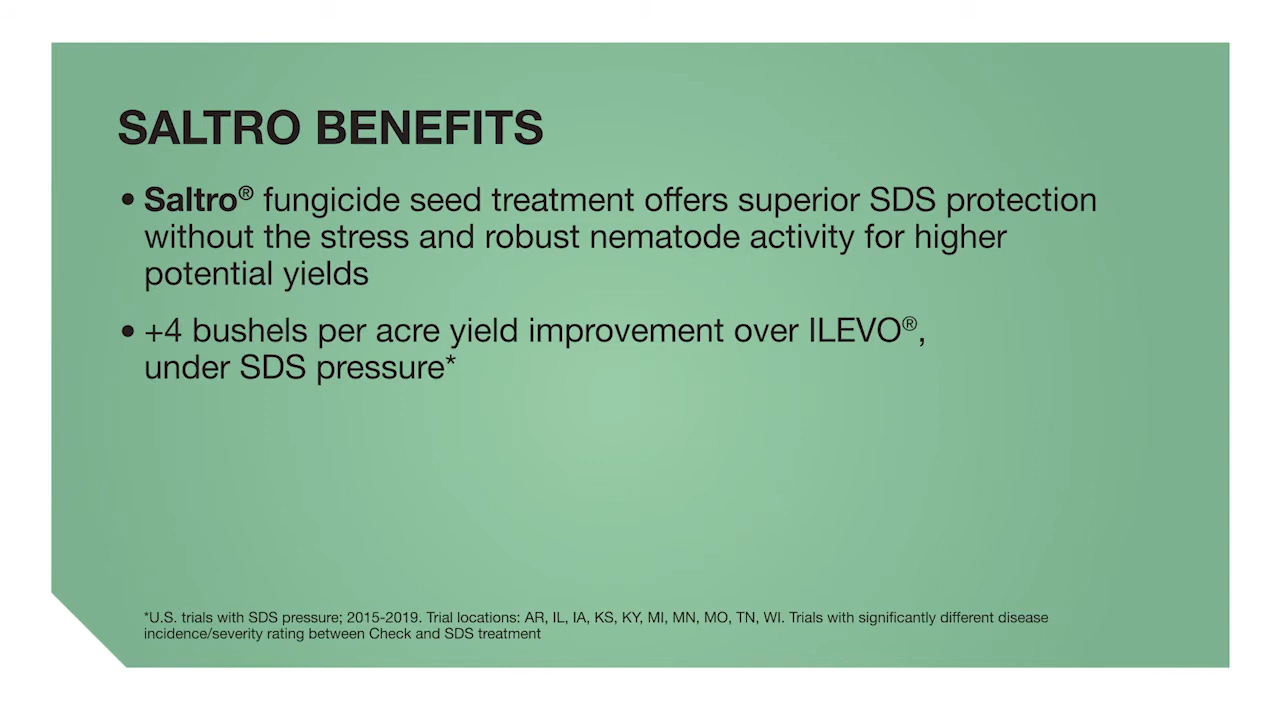 SALTRO BENEFITS
• Saltro® fungicide seed treatment offers superior SDS protection
without the stress and robust nematode activity for higher
potential yields
• +4 bushels per acre yield improvement over ILEVO®,
under SDS pressure*
*U.S. trials with SDS pressure; 2015-2019. Trial locations: AR, IL, IA, KS, KY, MI, MN, MO, TN, WI. Trials with significantly different disease
incidence/severity rating between Check and SDS treatment